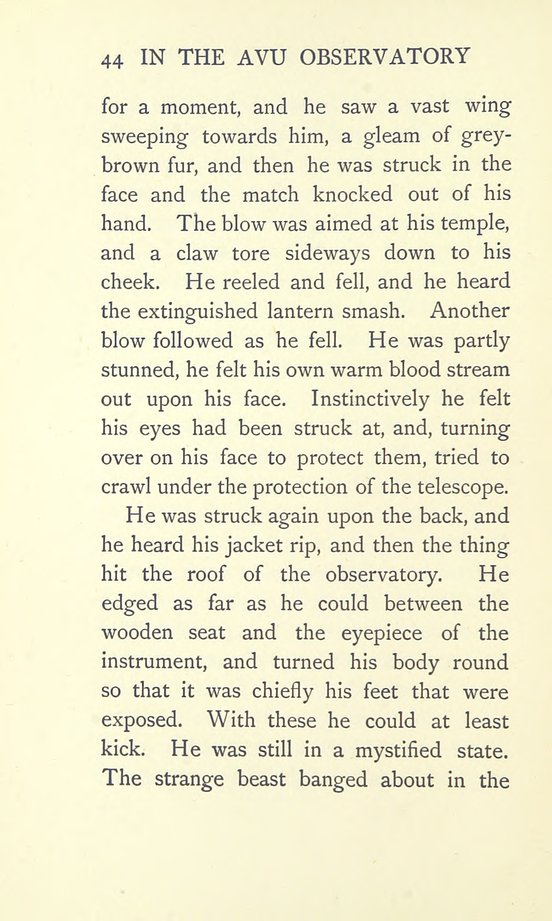 44 IN THE AVU OBSERVATORY
for a moment, and he saw a vast wing
sweeping towards him, a gleam of grey-
brown fur, and then he was struck in the
face and the match knocked out of his
hand. The blow was aimed at his temple,
and a claw tore sideways down to his
cheek. He reeled and fell, and he heard
the extinguished lantern smash. Another
blow followed as he fell. He was partly
stunned, he felt his own warm blood stream
out upon his face. Instinctively he felt
his eyes had been struck at, and, turning
over on his face to protect them, tried to
crawl under the protection of the telescope.
He was struck again upon the back, and
he heard his jacket rip, and then the thing
hit the roof of the observatory. He
edged as far as he could between the
wooden seat and the eyepiece of the
instrument, and turned his body round
so that it was chiefly his feet that were
exposed. With these he could at least
kick. He was still in a mystified state.
The strange beast banged about in the